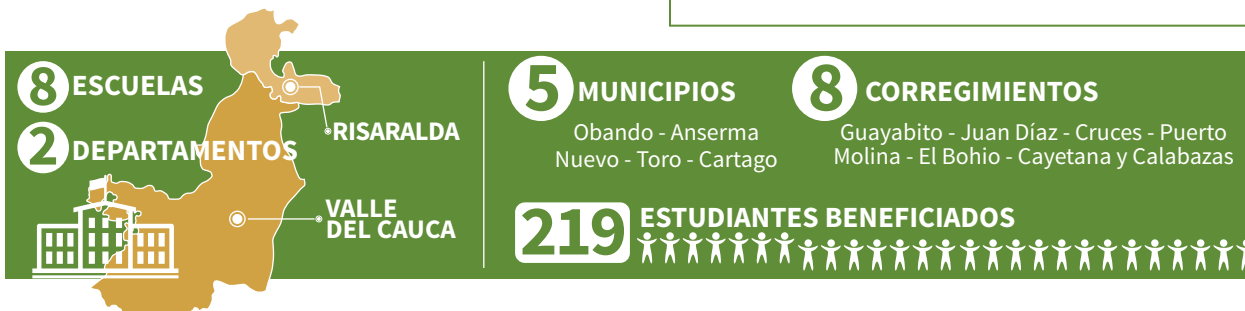 8 ESCUELAS
2 DEPARTAMENTOS
RISARALDA
VALLE
DEL CAUCA
5 MUNICIPIOS
Obando - Anserma
Nuevo - Toro - Cartago
8 CORREGIMIENTOS
Guayabito - Juan Díaz - Cruces - Puerto
Molina - El Bohio - Cayetana y Calabazas
219 ESTUDIANTES BENEFICIADOS